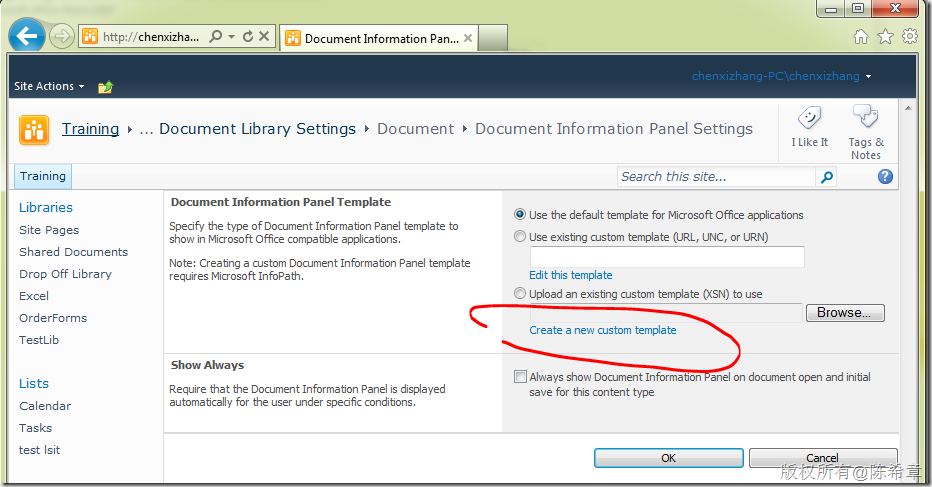 http://chenxizha...
Document Information Pan...
Site Actions
chenxizhang-PC\chenxizhang
Training ... Document Library Settings Document Document Information Panel Settings
I Like It
Tags & Notes
Training
Search this site...
Libraries
Site Pages
Shared Documents
Drop Off Library
Excel
OrderForms
TestLib
Lists
Calendar
Tasks
test lsit
Document Information Panel Template
Specify the type of Document Information Panel template to
show in Microsoft Office compatible applications.
Note: Creating a custom Document Information Panel template
requires Microsoft InfoPath.
Use the default template for Microsoft Office applications
Use existing custom template (URL, UNC, or URN)
Edit this template
Upload an existing custom template (XSN) to use
Browse...
Create a new custom template
Show Always
Require that the Document Information Panel is displayed
automatically for the user under specific conditions.
Always show Document Information Panel on document open and initial
save for this content type
OK
Cancel
版权所有@陈希章